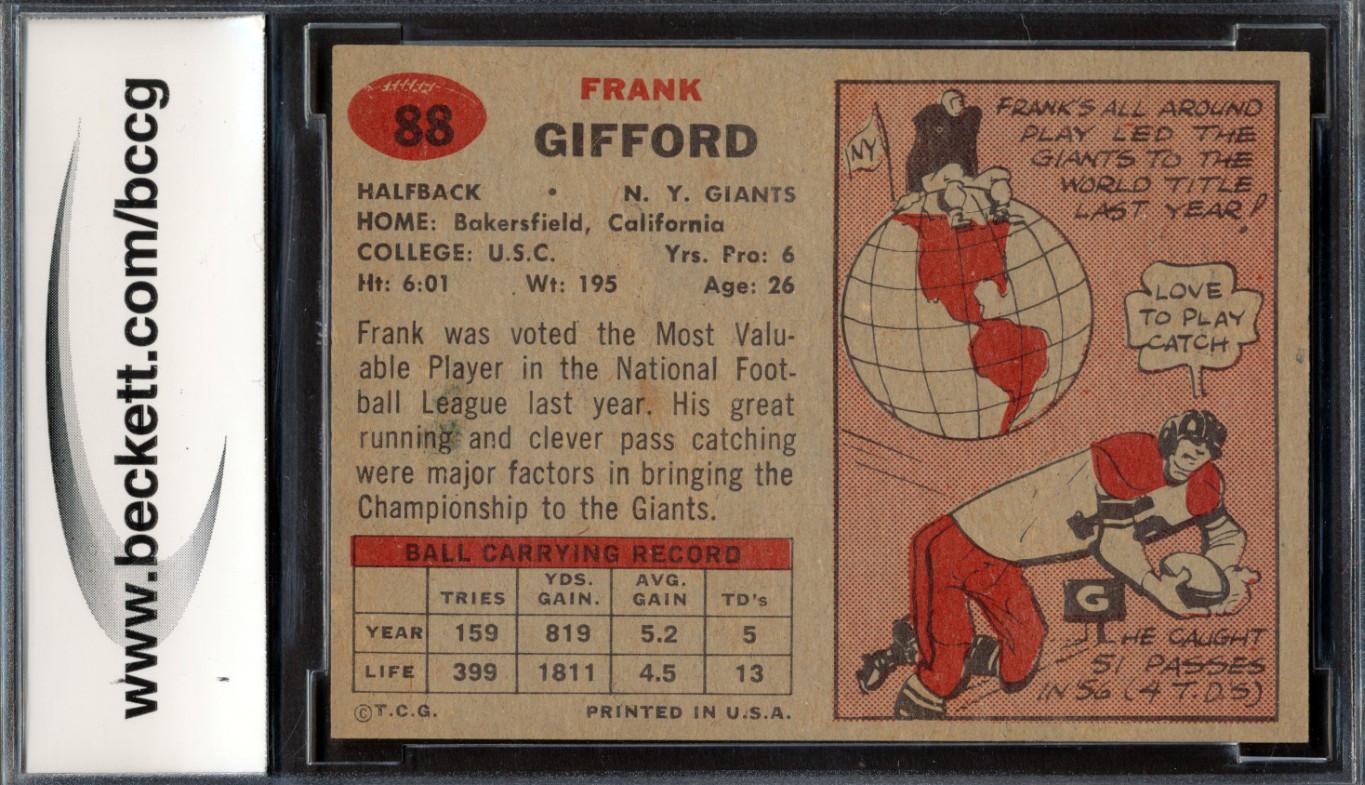 www.beckett.com/bccg
88
FRANK
GIFFORD
HALFBACK • N. Y. GIANTS
HOME: Bakersfield, California
COLLEGE: U.S.C. Yrs. Pro: 6
Ht: 6:01 Wt: 195 Age: 26
Frank was voted the Most Valu-
able Player in the National Foot-
ball League last year. His great
running and clever pass catching
were major factors in bringing the
Championship to the Giants.
BALL CARRYING RECORD
TRIES YDS. GAIN. AVG. GAIN TD's
YEAR 159 819 5.2 5
LIFE 399 1811 4.5 13
©T.C.G. PRINTED IN U.S.A.
NY
FRANK'S ALL AROUND
PLAY LED THE
GIANTS TO THE
WORLD TITLE
LAST YEAR!
LOVE
TO PLAY
CATCH
G
HE CAUGHT
51 PASSES
IN 56 (4 T.D.S)